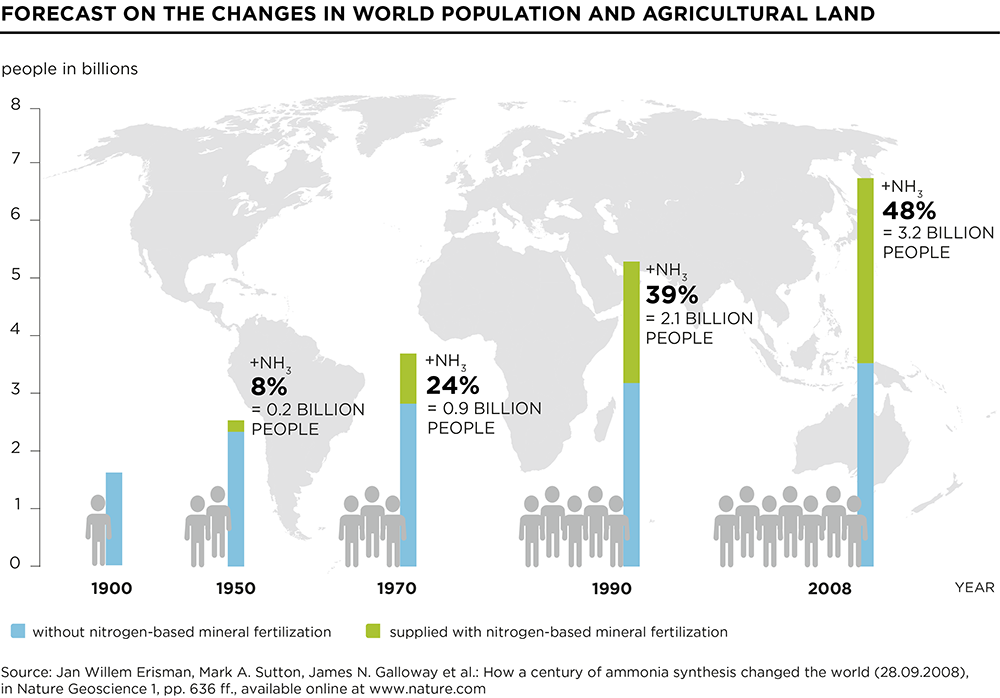 FORECAST ON THE CHANGES IN WORLD POPULATION AND AGRICULTURAL LAND
people in billions
8
7
6
5
4
3
2
1
0
+NH₃
8%
= 0.2 BILLION
PEOPLE
+NH₃
24%
= 0.9 BILLION
PEOPLE
+NH₃
39%
= 2.1 BILLION
PEOPLE
+NH₃
48%
= 3.2 BILLION
PEOPLE
1900
1950
1970
1990
2008
YEAR
without nitrogen-based mineral fertilization
supplied with nitrogen-based mineral fertilization
Source: Jan Willem Erisman, Mark A. Sutton, James N. Galloway et al.: How a century of ammonia synthesis changed the world (28.09.2008),
in Nature Geoscience 1, pp. 636 ff., available online at www.nature.com